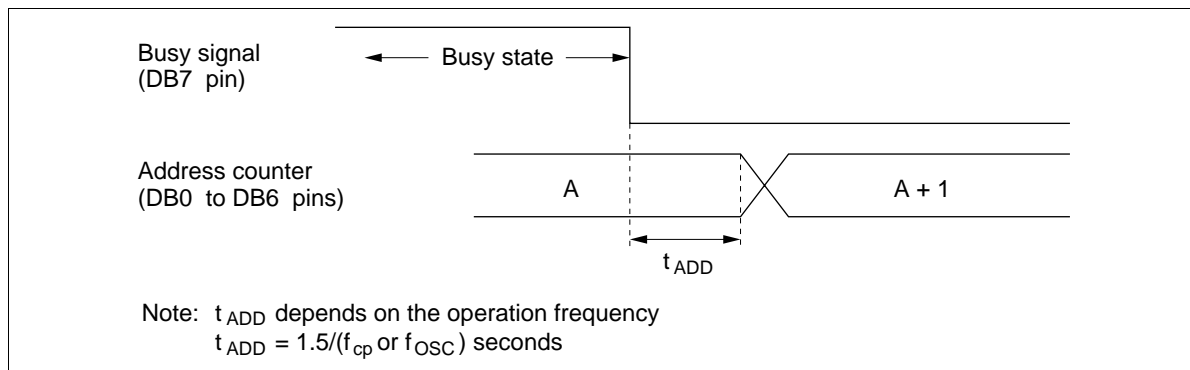 Busy signal
(DB7 pin)
Busy state
Address counter
(DB0 to DB6 pins)
A
A + 1
t ADD
Note: t ADD depends on the operation frequency
t ADD = 1.5/(f cp or f OSC) seconds